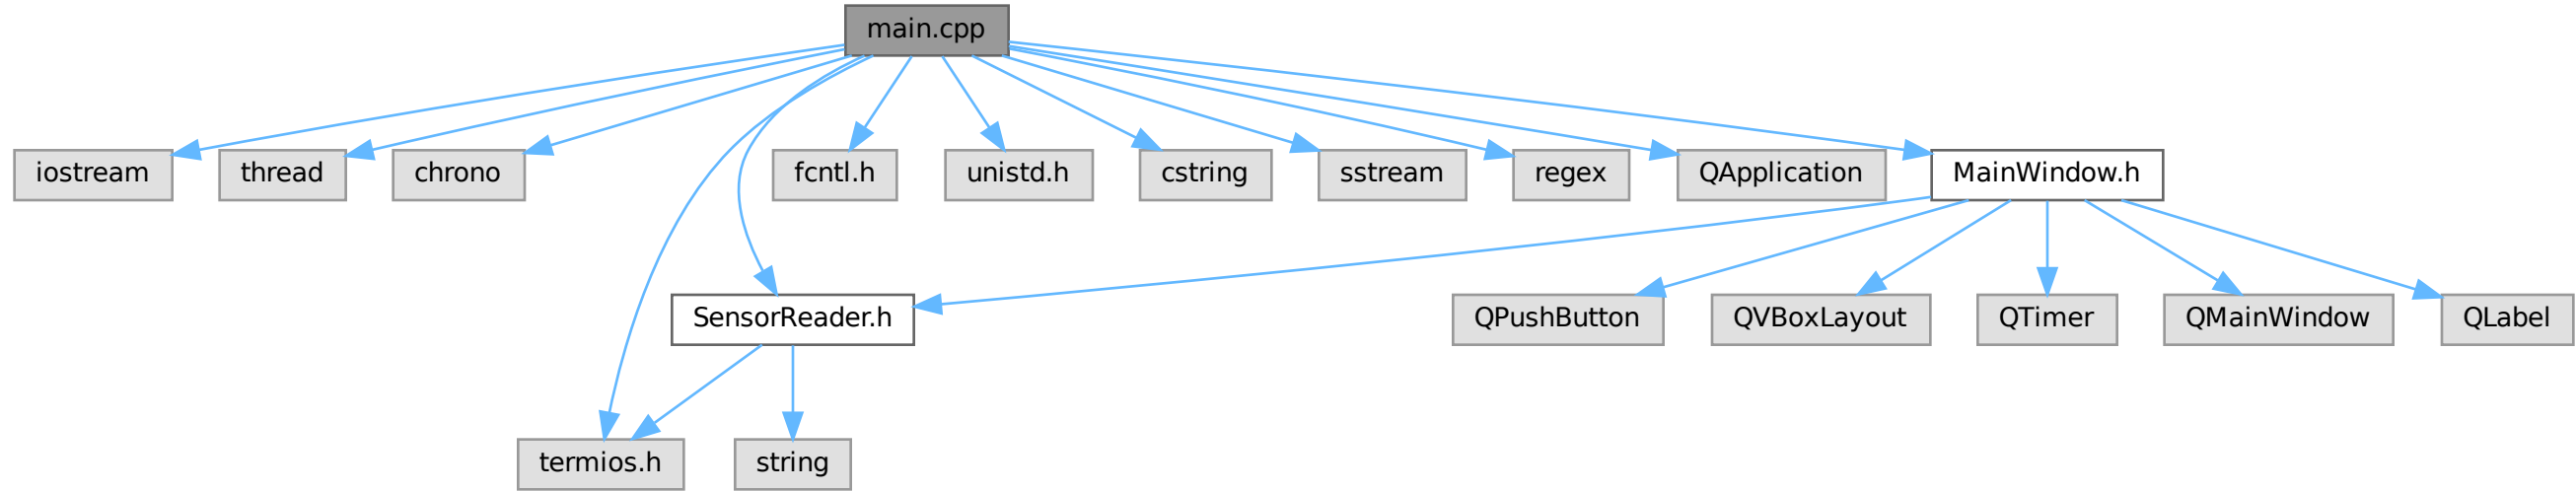 main.cpp
iostream
thread
chrono
fcntl.h
unistd.h
cstring
sstream
regex
QApplication
MainWindow.h
SensorReader.h
QPushButton
QVBoxLayout
QTimer
QMainWindow
QLabel
termios.h
string